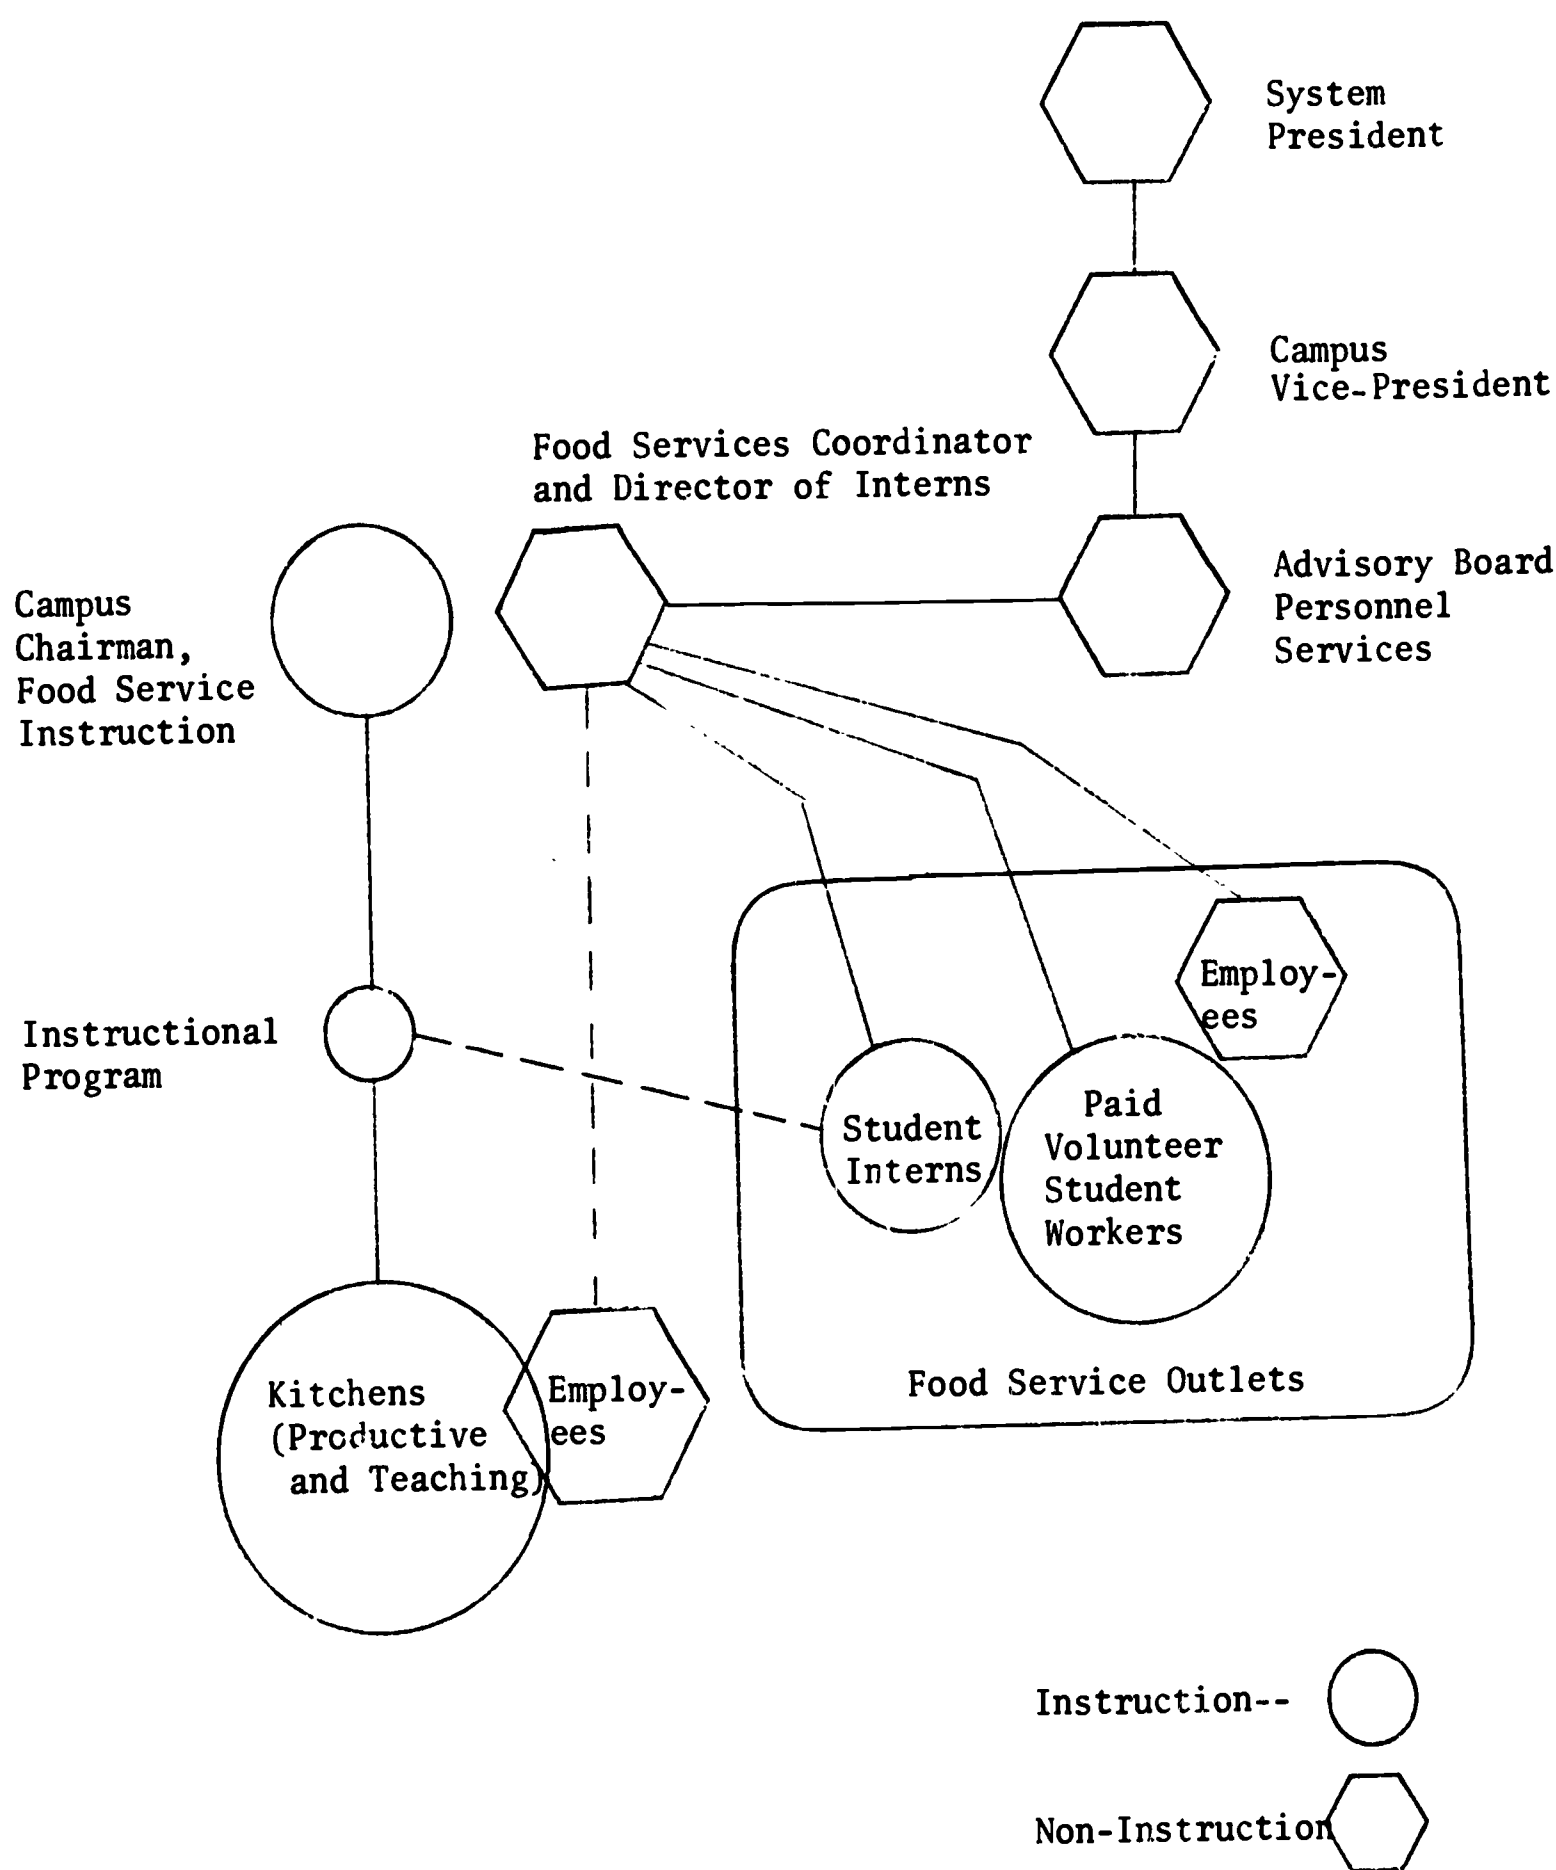 System
President
Campus
Vice-President
Food Services Coordinator
and Director of Interns
Advisory Board
Personnel
Services
Campus
Chairman,
Food Service
Instruction
Employ-
ees
Instructional
Program
Student
Interns
Paid
Volunteer
Student
Workers
Food Service Outlets
Kitchens
(Productive
and Teaching)
Employ-
ees
Instruction--
Non-Instruction